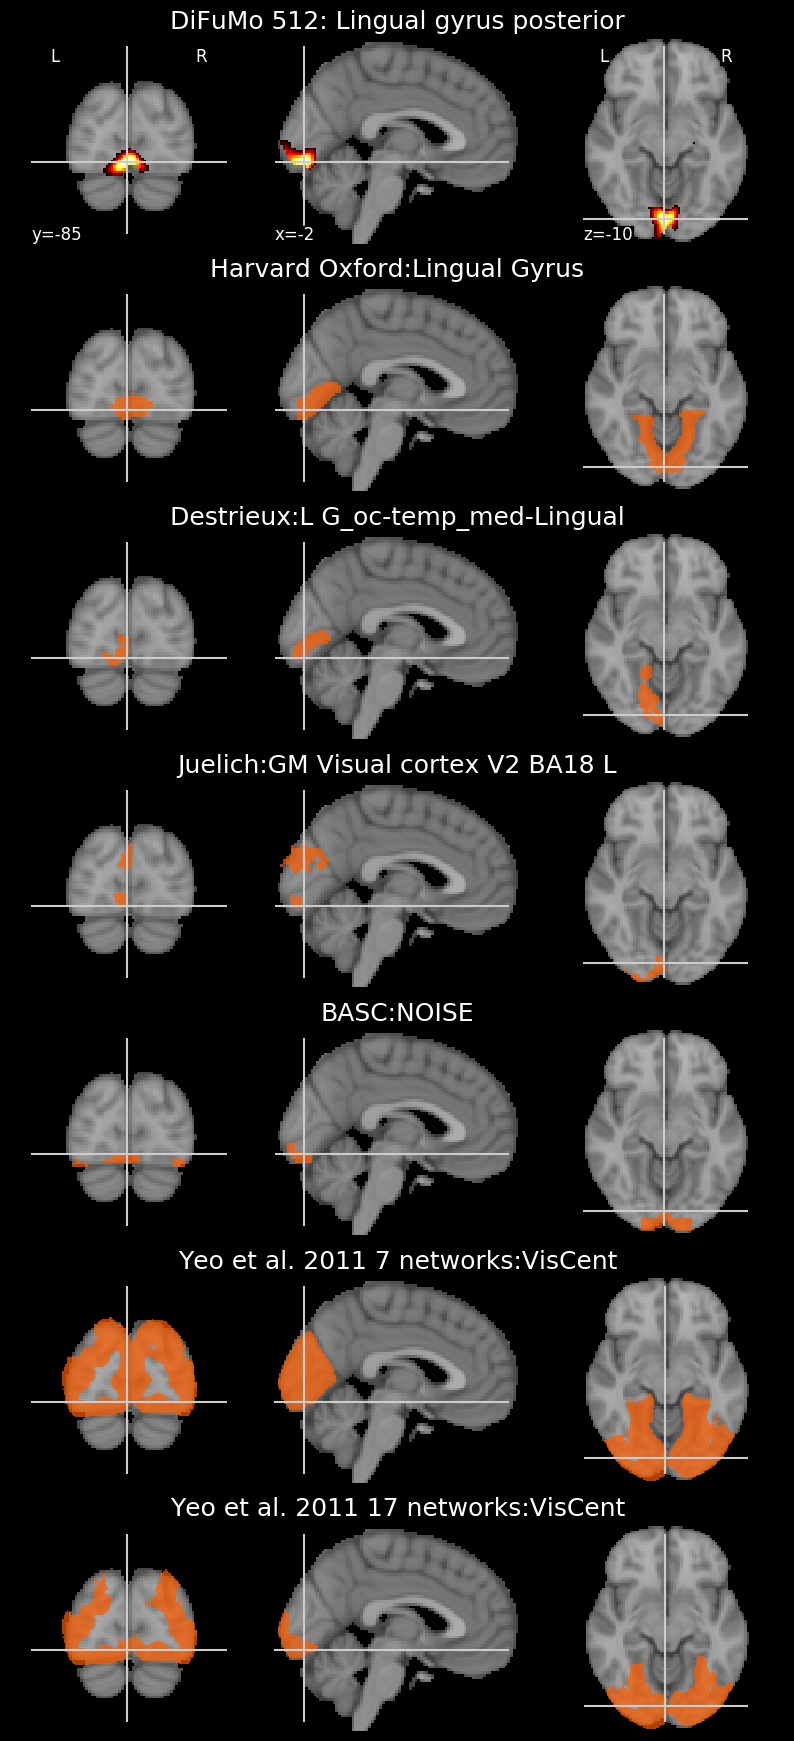 DiFuMo 512: Lingual gyrus posterior
L R L R
y=-85 x=-2 z=-10
Harvard Oxford:Lingual Gyrus
Destrieux:L G_oc-temp_med-Lingual
Juelich:GM Visual cortex V2 BA18 L
BASC:NOISE
Yeo et al. 2011 7 networks:VisCent
Yeo et al. 2011 17 networks:VisCent